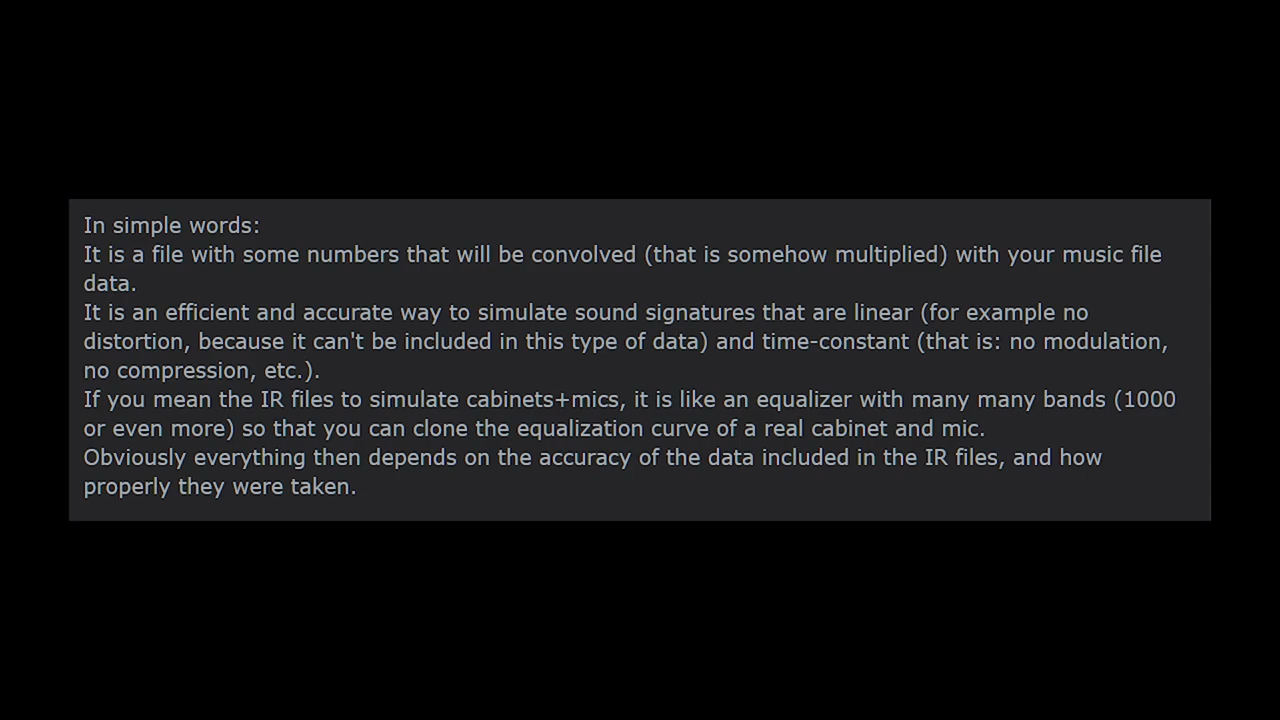 In simple words:
It is a file with some numbers that will be convolved (that is somehow multiplied) with your music file
data.
It is an efficient and accurate way to simulate sound signatures that are linear (for example no
distortion, because it can't be included in this type of data) and time-constant (that is: no modulation,
no compression, etc.).
If you mean the IR files to simulate cabinets+mics, it is like an equalizer with many many bands (1000
or even more) so that you can clone the equalization curve of a real cabinet and mic.
Obviously everything then depends on the accuracy of the data included in the IR files, and how
properly they were taken.